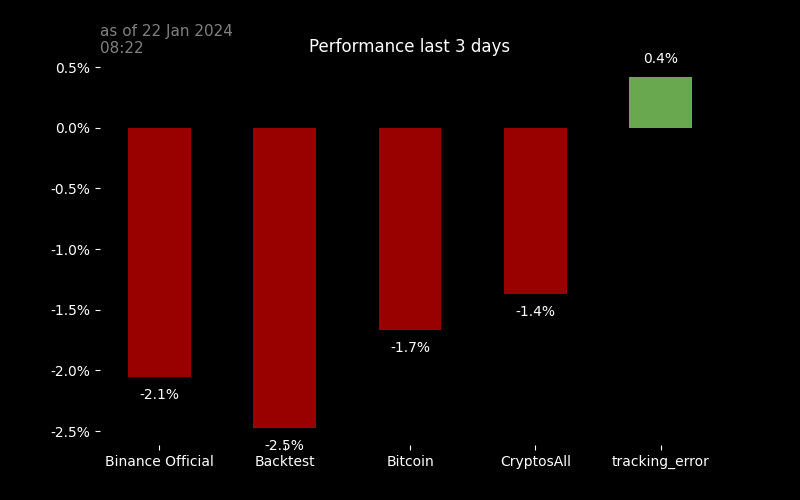 as of 22 Jan 2024
08:22
Performance last 3 days
0.5%
0.0%
-0.5%
-1.0%
-1.5%
-2.0%
-2.5%
-2.1%
-2.5%
-1.7%
-1.4%
0.4%
Binance Official
Backtest
Bitcoin
CryptosAll
tracking_error